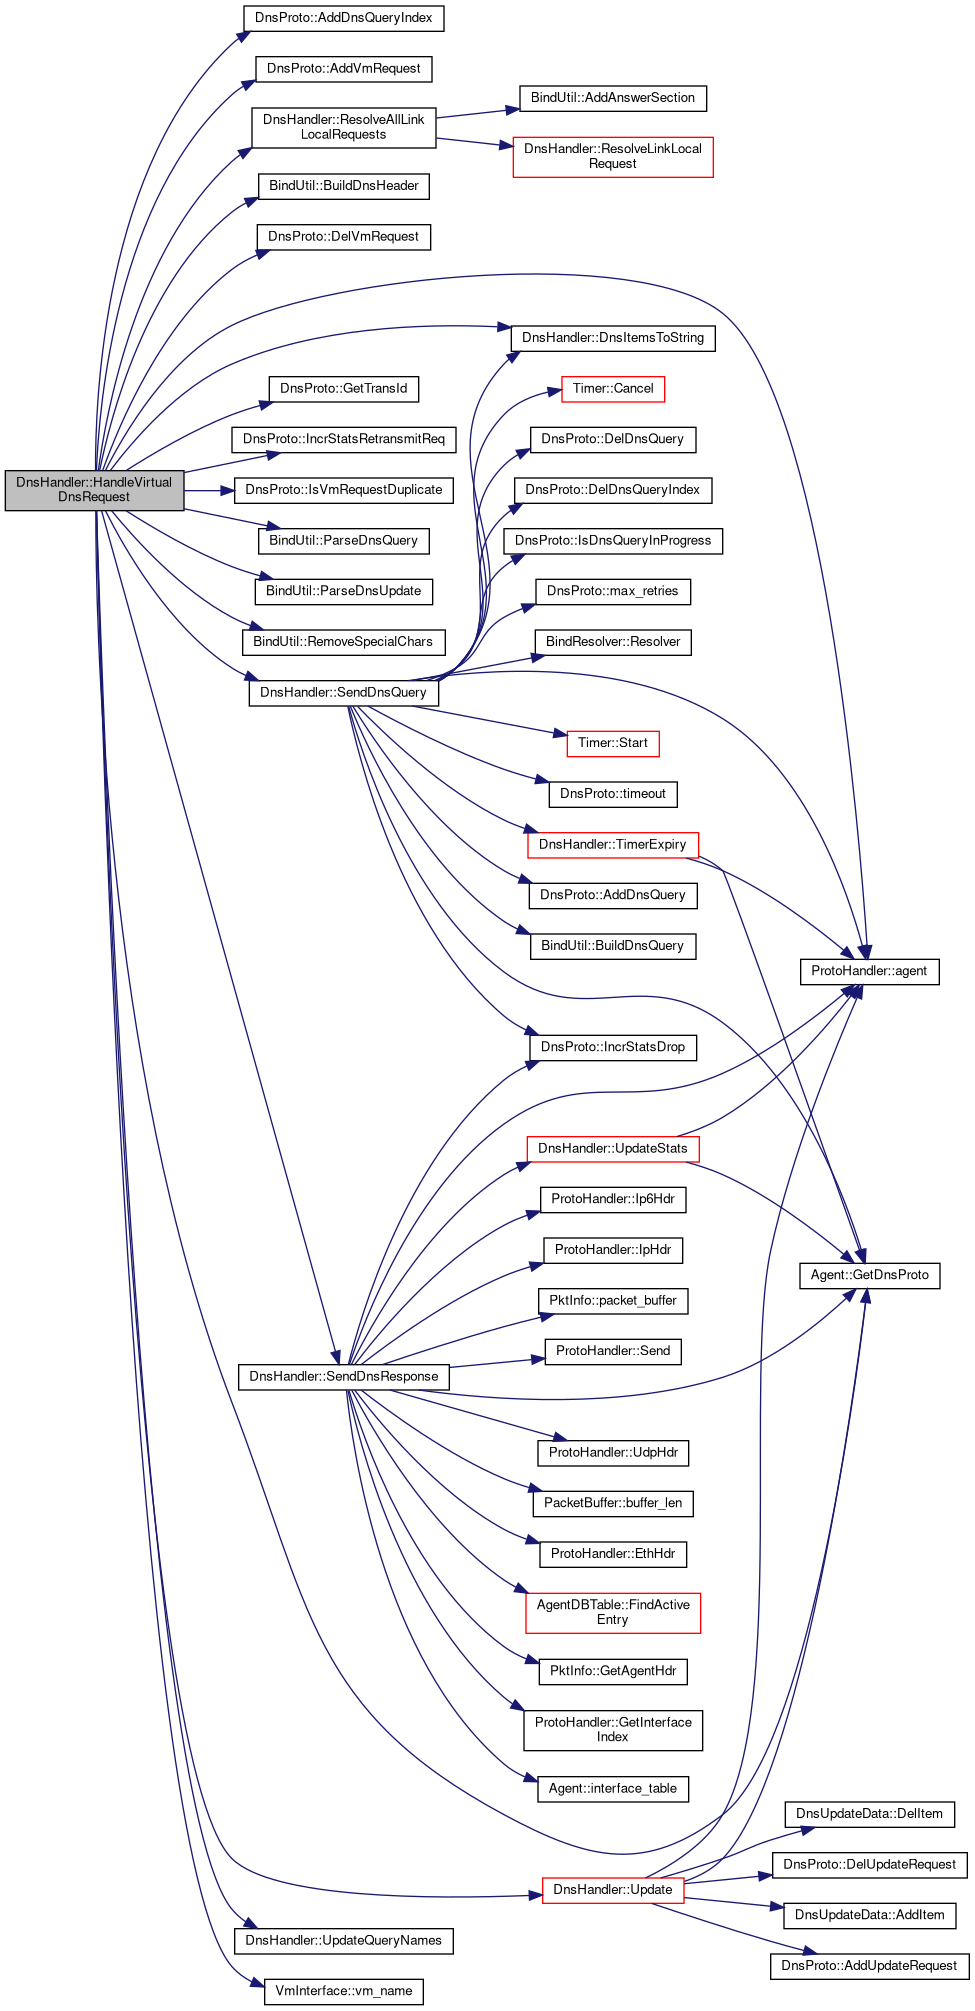 DnsProto::AddDnsQueryIndex
DnsProto::AddVmRequest
BindUtil::AddAnswerSection
DnsHandler::ResolveAllLink
LocalRequests
DnsHandler::ResolveLinkLocal
Request
BindUtil::BuildDnsHeader
DnsProto::DelVmRequest
DnsHandler::DnsItemsToString
DnsProto::GetTransId
Timer::Cancel
DnsProto::IncrStatsRetransmitReq
DnsProto::DelDnsQuery
DnsHandler::HandleVirtual
DnsRequest
DnsProto::IsVmRequestDuplicate
DnsProto::DelDnsQueryIndex
BindUtil::ParseDnsQuery
DnsProto::IsDnsQueryInProgress
BindUtil::ParseDnsUpdate
DnsProto::max_retries
BindUtil::RemoveSpecialChars
BindResolver::Resolver
DnsHandler::SendDnsQuery
Timer::Start
DnsProto::timeout
DnsHandler::TimerExpiry
DnsProto::AddDnsQuery
BindUtil::BuildDnsQuery
ProtoHandler::agent
DnsProto::IncrStatsDrop
DnsHandler::UpdateStats
ProtoHandler::Ip6Hdr
ProtoHandler::IpHdr
Agent::GetDnsProto
PktInfo::packet_buffer
ProtoHandler::Send
DnsHandler::SendDnsResponse
ProtoHandler::UdpHdr
PacketBuffer::buffer_len
ProtoHandler::EthHdr
AgentDBTable::FindActive
Entry
PktInfo::GetAgentHdr
ProtoHandler::GetInterface
Index
Agent::interface_table
DnsUpdateData::DelItem
DnsProto::DelUpdateRequest
DnsHandler::Update
DnsUpdateData::AddItem
DnsHandler::UpdateQueryNames
DnsProto::AddUpdateRequest
VmInterface::vm_name